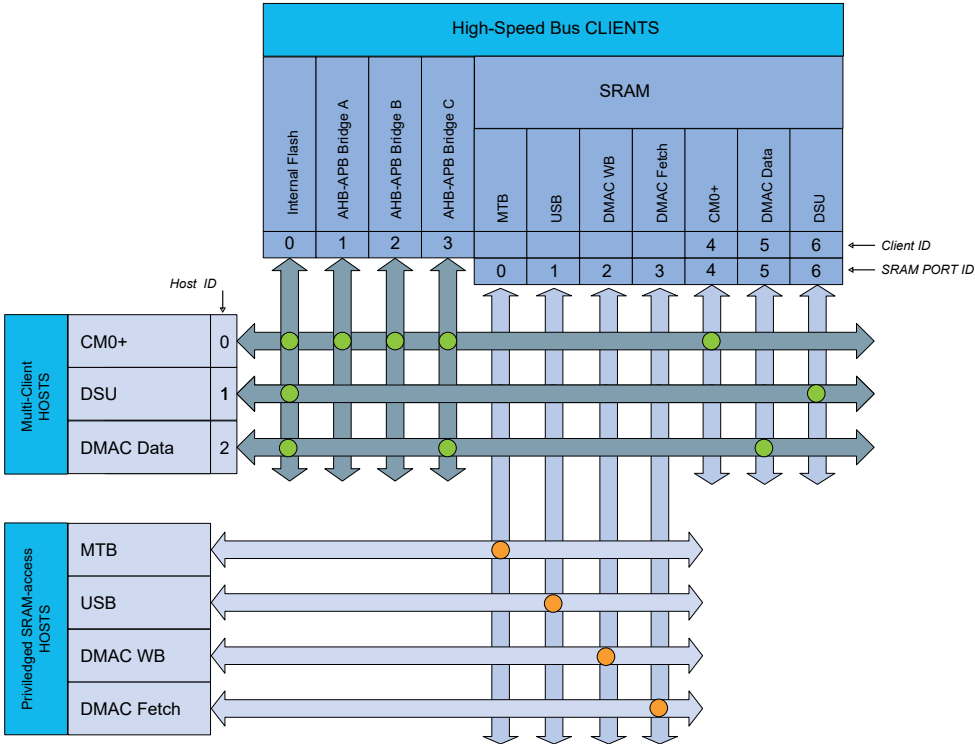 High-Speed Bus CLIENTS
SRAM
Internal Flash
AHB-APB Bridge A
AHB-APB Bridge B
AHB-APB Bridge C
MTB
USB
DMAC WB
DMAC Fetch
CM0+
DMAC Data
DSU
0 1 2 3 4 5 6 Client ID
0 1 2 3 4 5 6 SRAM PORT ID
Host ID
Multi-Client
HOSTS
CM0+ 0
DSU 1
DMAC Data 2
Priviledged SRAM-access
HOSTS
MTB
USB
DMAC WB
DMAC Fetch